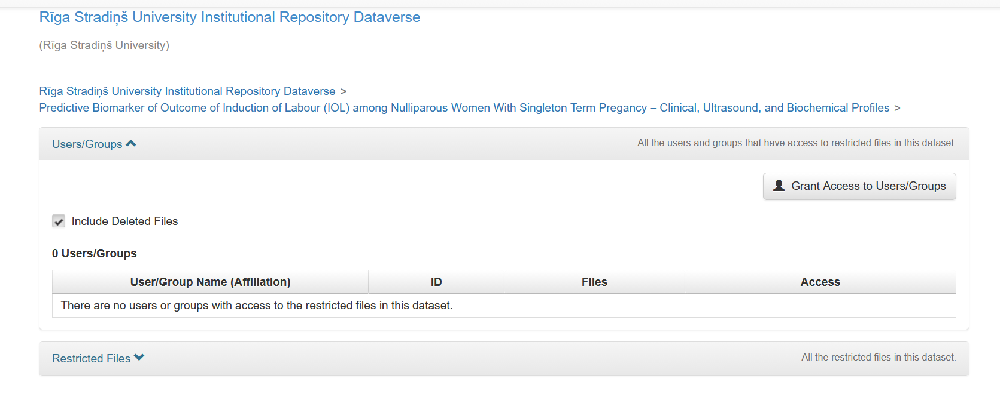 Rīga Stradiņš University Institutional Repository Dataverse
(Rīga Stradiņš University)
Rīga Stradiņš University Institutional Repository Dataverse >
Predictive Biomarker of Outcome of Induction of Labour (IOL) among Nulliparous Women With Singleton Term Pregancy – Clinical, Ultrasound, and Biochemical Profiles >
Users/Groups All the users and groups that have access to restricted files in this dataset.
Grant Access to Users/Groups
Include Deleted Files
0 Users/Groups
User/Group Name (Affiliation) ID Files Access
There are no users or groups with access to the restricted files in this dataset.
Restricted Files All the restricted files in this dataset.